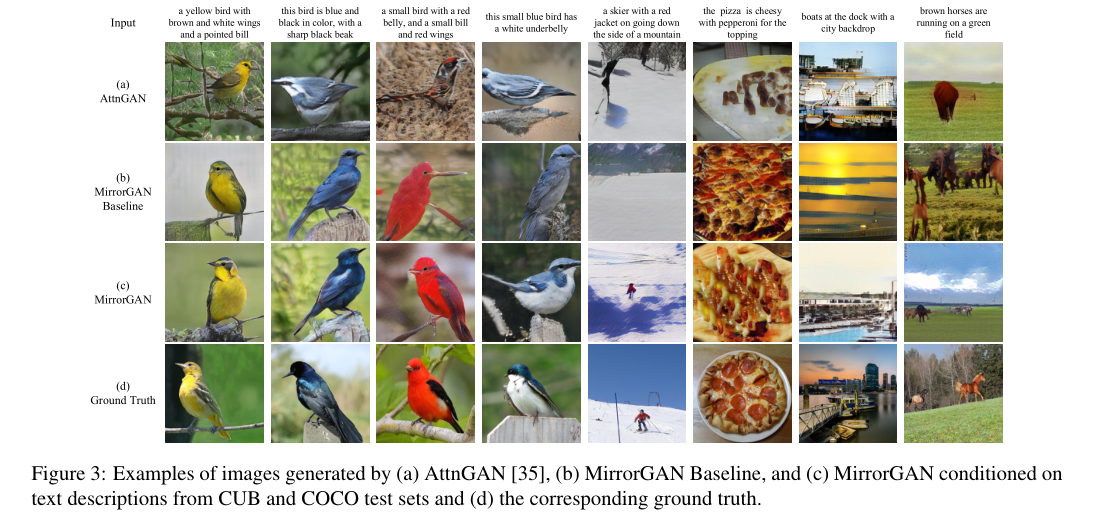 Input
a yellow bird with
brown and white wings
and a pointed bill
this bird is blue and
black in color, with a
sharp black beak
a small bird with a red
belly, and a small bill
and red wings
this small blue bird has
a white underbelly
a skier with a red
jacket on going down
the side of a mountain
the pizza is cheesy
with pepperoni for the
topping
boats at the dock with a
city backdrop
brown horses are
running on a green
field
(a)
AttnGAN
(b)
MirrorGAN
Baseline
(c)
MirrorGAN
(d)
Ground Truth
Figure 3: Examples of images generated by (a) AttnGAN [35], (b) MirrorGAN Baseline, and (c) MirrorGAN conditioned on
text descriptions from CUB and COCO test sets and (d) the corresponding ground truth.